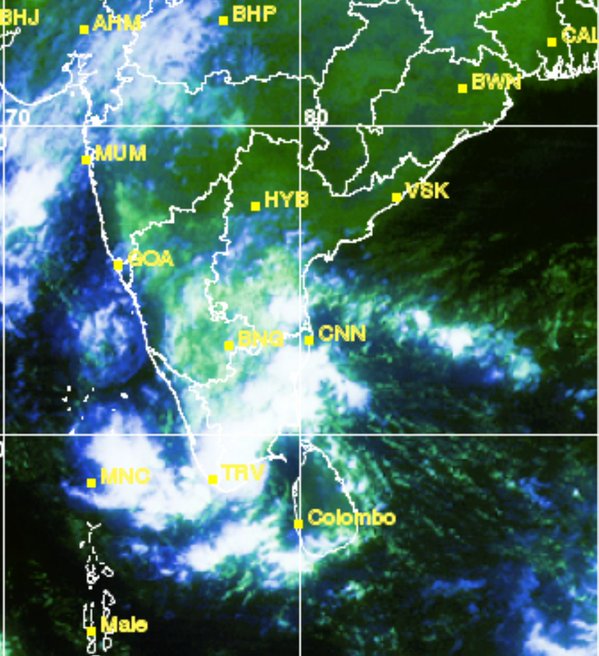 BHJ
AHM
BHP
CAL
BWN
70
80
MUM
HYB
VSK
GOA
BNG
CNN
MNC
TRV
Colombo
Male